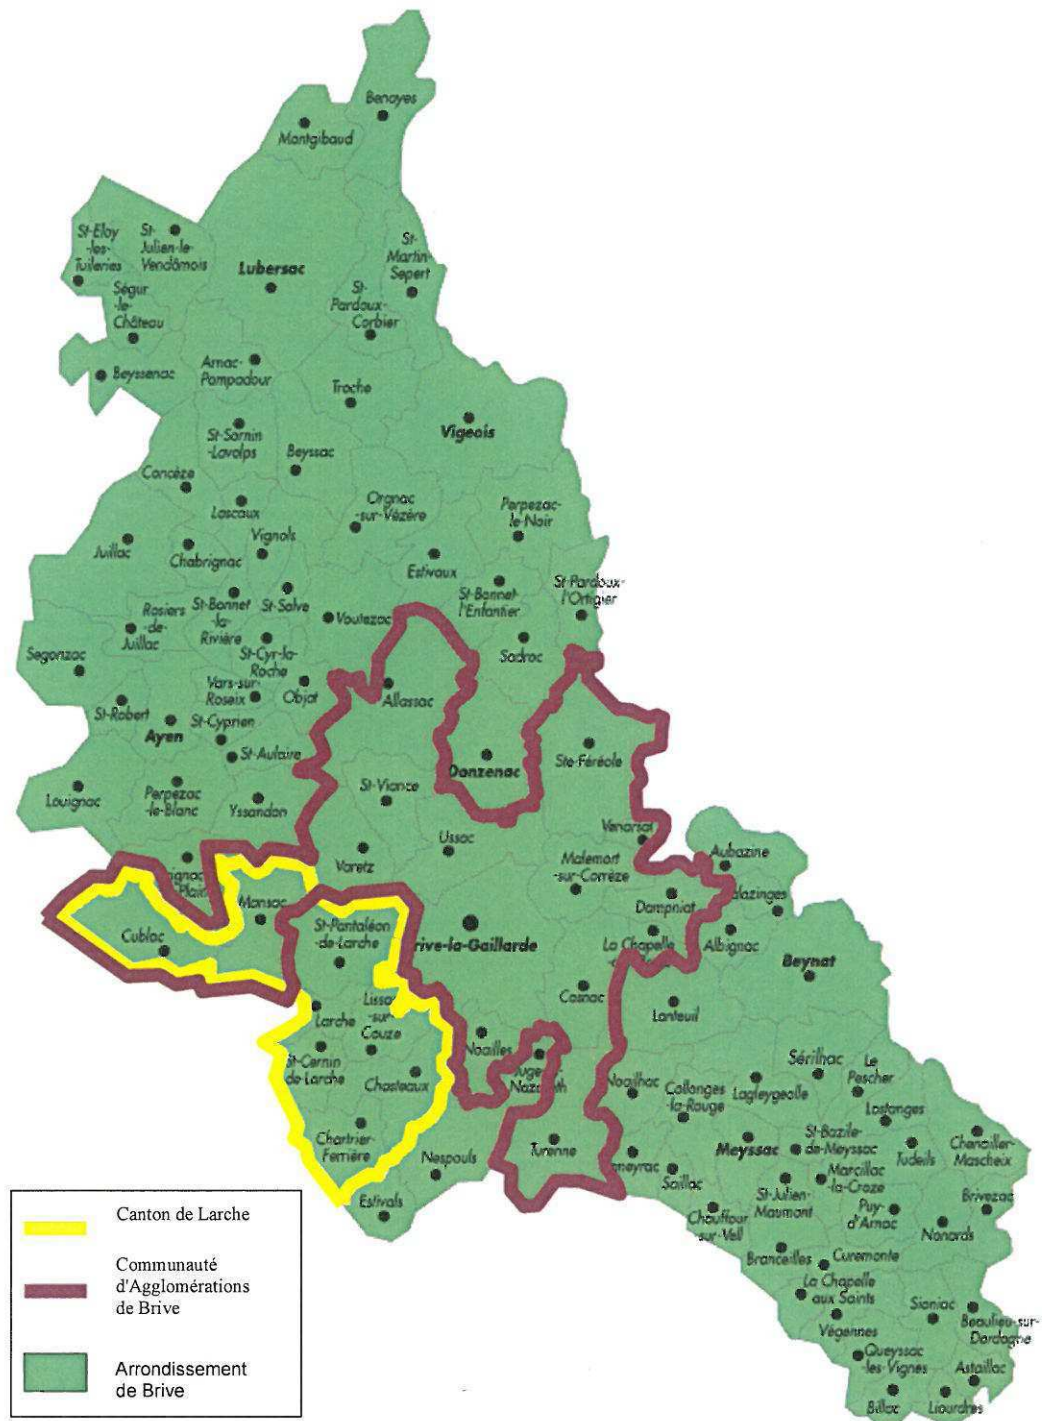 Benayes
Montgibaud
St-Eloy
-les-
Tuileries
St-
Julien-le-
Vendômois
Lubersac
St-
Martin-
Sepert
Ségur
-le-
Château
St-
Pardoux-
Corbier
Beyssenac
Arnac-
Pompadour
Troche
Vigeois
St-Sornin
-Lavolps
Beyssac
Concèze
Lascaux
Orgnac
-sur-Vézère
Perpezac-
le-Noir
Juillac
Chabrignac
Vignols
Estivaux
St-Bonnet-
l'Enfantier
St-Pardoux-
l'Ortigier
Rosiers
-de-
Juillac
St-Bonnet
-la-
Rivière
St-Solve
Voutezac
Sadroc
Segonzac
St-Cyr-la-
Roche
Vars-sur-
Roseix
Objat
Allassac
St-Robert
Ayen
St-Cyprien
St-Aulaire
Donzenac
Ste-Féréole
Louignac
Perpezac
-le-Blanc
Yssandon
St-Viance
Ussac
Venarsat
Varetz
Malemort
-sur-Corrèze
Aubazine
Mansac
Dampniat
Cublac
St-Pantaléon
-de-Larche
rive-la-Gaillarde
La Chapelle
Albignac
Beynat
Larche
-sur-
Couze
Cosnac
Lanteuil
St-Cernin
de-Larche
Chasteaux
Noailles
Nazareth
Noailhac
Collonges
-la-Rouge
Lagleygeolle
Sérilhac
Le
Pescher
Lostanges
Chartrier-
Ferrière
Nespouls
Turenne
Meyssac
St-Bazile-
de-Meyssac
Tudeils
Chenailler-
Mascheix
Estivals
Saillac
Marcillac
-la-Croze
St-Julien-
Maumont
Puy-
d'Arnac
Brivezac
Chauffour
-sur-Vell
Nonards
Branceilles
Curemonte
La Chapelle
aux Saints
Sioniac
Beaulieu-sur-
Dordogne
Végennes
Queyssac
-les-Vignes
Astaillac
Billac
Liourdres
Canton de Larche
Communauté
d'Agglomérations
de Brive
Arrondissement
de Brive